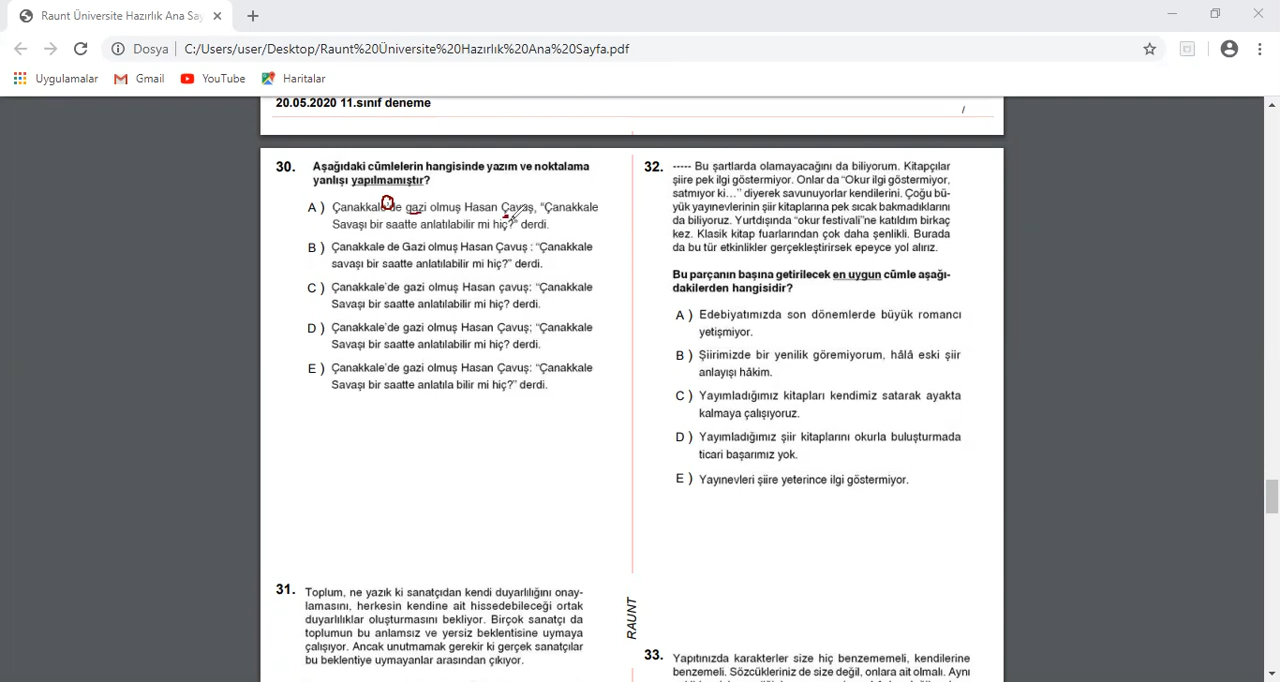 Raunt Üniversite Hazırlık Ana Say
Dosya
C:/Users/user/Desktop/Raunt%20Üniversite%20Hazırlık%20Ana%20Sayfa.pdf
Uygulamalar
Gmail
YouTube
Haritalar
20.05.2020 11.sınıf deneme
/
30. Aşağıdaki cümlelerin hangisinde yazım ve noktalama
yanlışı yapılmamıştır?
A ) Çanakkale'de gazi olmuş Hasan Çavuş, “Çanakkale
Savaşı bir saatte anlatılabilir mi hiç?” derdi.
B ) Çanakkale de Gazi olmuş Hasan Çavuş : “Çanakkale
savaşı bir saatte anlatılabilir mi hiç?” derdi.
C ) Çanakkale’de gazi olmuş Hasan çavuş: “Çanakkale
Savaşı bir saatte anlatılabilir mi hiç? derdi.
D ) Çanakkale’de gazi olmuş Hasan Çavuş; “Çanakkale
Savaşı bir saatte anlatılabilir mi hiç? derdi.
E ) Çanakkale’de gazi olmuş Hasan Çavuş: “Çanakkale
Savaşı bir saatte anlatıla bilir mi hiç?” derdi.
31. Toplum, ne yazık ki sanatçıdan kendi duyarlılığını onay-
lamasını, herkesin kendine ait hissedebileceği ortak
duyarlılıklar oluşturmasını bekliyor. Birçok sanatçı da
toplumun bu anlamsız ve yersiz beklentisine uymaya
çalışıyor. Ancak unutmamak gerekir ki gerçek sanatçılar
bu beklentiye uymayanlar arasından çıkıyor.
RAUNT
32. ----- Bu şartlarda olamayacağını da biliyorum. Kitapçılar
şiire pek ilgi göstermiyor. Onlar da “Okur ilgi göstermiyor,
satmıyor ki...” diyerek savunuyorlar kendilerini. Çoğu bü-
yük yayınevlerinin şiir kitaplarına pek sıcak bakmadıklarını
da biliyoruz. Yurtdışında “okur festivali”ne katıldım birkaç
kez. Klasik kitap fuarlarından çok daha şenlikli. Burada
da bu tür etkinlikler gerçekleştirirsek epeyce yol alırız.
Bu parçanın başına getirilecek en uygun cümle aşağı-
dakilerden hangisidir?
A ) Edebiyatımızda son dönemlerde büyük romancı
yetişmiyor.
B ) Şiirimizde bir yenilik göremiyorum, hâlâ eski şiir
anlayışı hâkim.
C ) Yayımladığımız kitapları kendimiz satarak ayakta
kalmaya çalışıyoruz.
D ) Yayımladığımız şiir kitaplarını okurla buluşturmada
ticari başarımız yok.
E ) Yayınevleri şiire yeterince ilgi göstermiyor.
33. Yapıtınızda karakterler size hiç benzememeli, kendilerine
benzemeli. Sözcükleriniz de size değil, onlara ait olmalı. Aynı